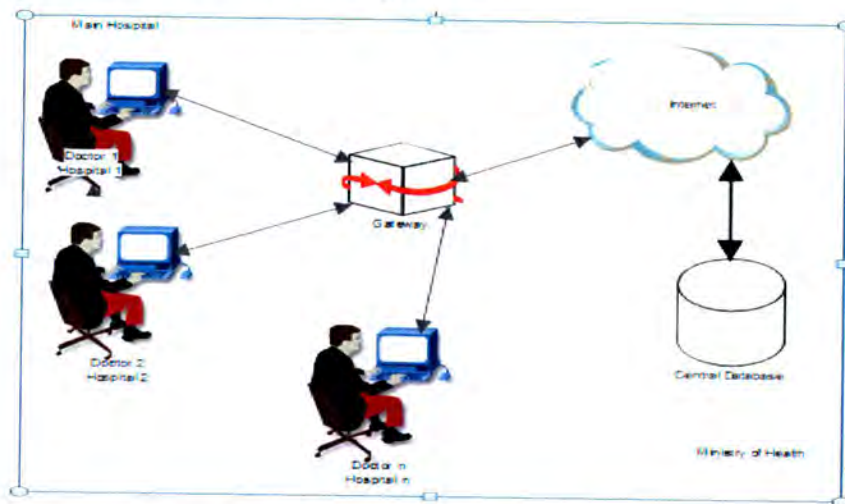 Main Hospital
Internet
Doctor 1
Hospital 1
Gateway
Doctor 2
Hospital 2
Central Database
Doctor n
Hospital n
Ministry of Health